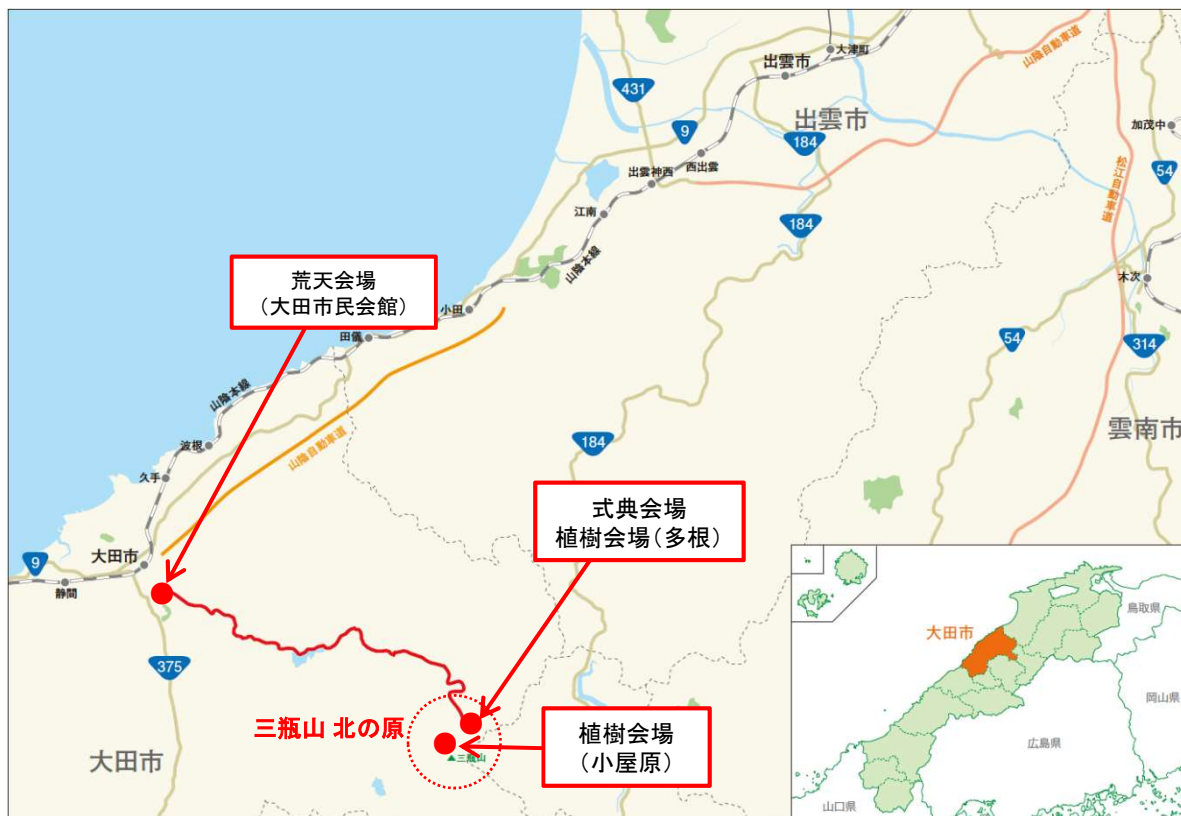 大津町
出雲市
山陰自動車道
431
9
出雲市
加茂中
184
西出雲
54
出雲神西
松江自動車道
江南
184
山陰本線
荒天会場
(大田市民会館)
木次
小田
田儀
54
314
山陰本線
雲南市
波根
山陰自動車道
184
久手
式典会場
植樹会場(多根)
大田市
9
静間
鳥取県
大田市
375
岡山県
三瓶山 北の原
植樹会場
(小屋原)
広島県
▲三瓶山
大田市
山口県